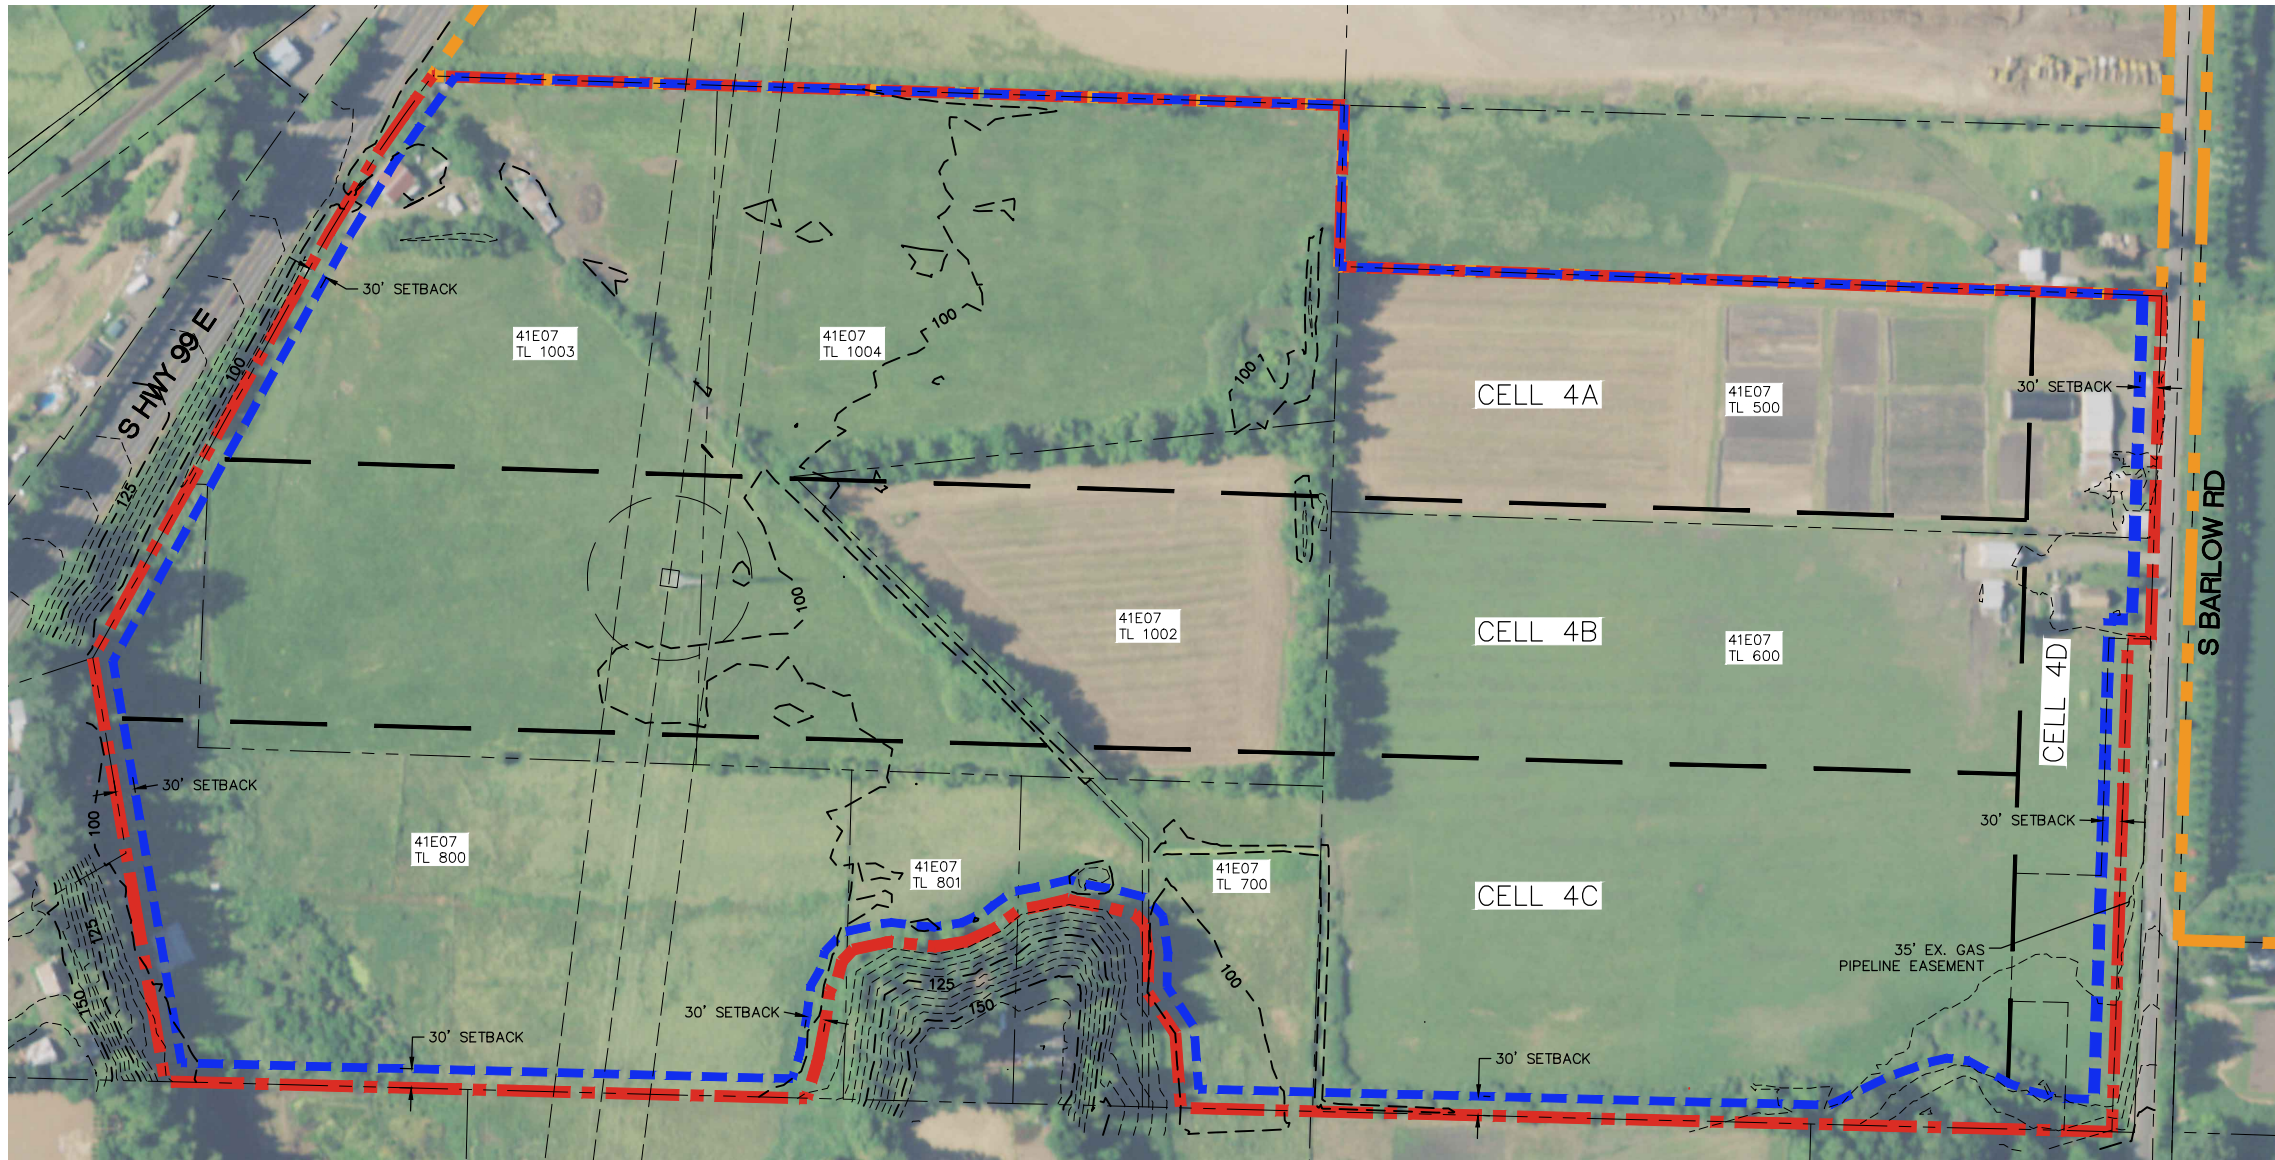 30' SETBACK
S HWY 99 E
100
125
41E07
TL 1003
41E07
TL 1004
100
100
CELL 4A
41E07
TL 500
30' SETBACK
S BARLOW RD
100
41E07
TL 1002
CELL 4B
41E07
TL 600
CELL 4D
30' SETBACK
100
125
150
41E07
TL 800
41E07
TL 801
41E07
TL 700
CELL 4C
30' SETBACK
35' EX. GAS
PIPELINE EASEMENT
100
125
150
30' SETBACK
30' SETBACK
30' SETBACK